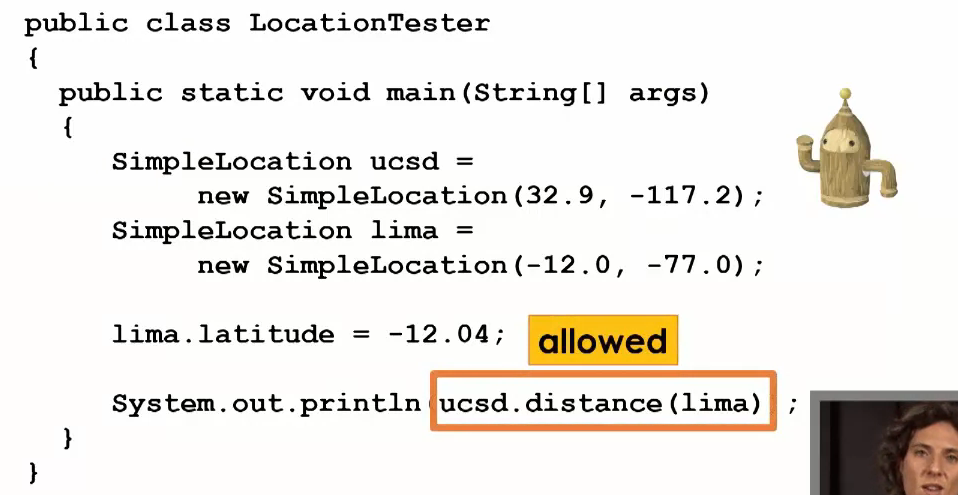 public class LocationTester
{
public static void main(String[] args)
{
SimpleLocation ucsd =
new SimpleLocation(32.9, -117.2);
SimpleLocation lima =
new SimpleLocation(-12.0, -77.0);
lima.latitude = -12.04; allowed
System.out.println(ucsd.distance(lima) ;
}
}